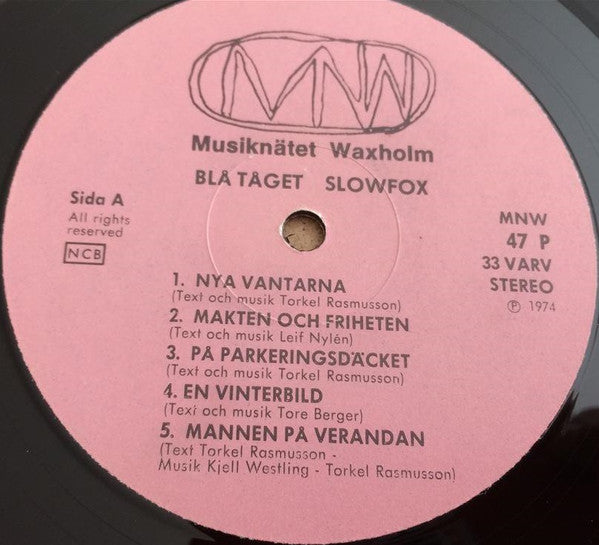 MNW
Musiknätet Waxholm
BLÅ TÅGET SLOWFOX
Sida A
All rights
reserved
NCB
MNW
47 P
33 VARV
STEREO
Ⓟ 1974
1. NYA VANTARNA
(Text och musik Torkel Rasmusson)
2. MAKTEN OCH FRIHETEN
(Text och musik Leif Nylén)
3. PÅ PARKERINGSDÄCKET
(Text och musik Torkel Rasmusson)
4. EN VINTERBILD
(Text och musik Tore Berger)
5. MANNEN PÅ VERANDAN
(Text Torkel Rasmusson -
Musik Kjell Westling - Torkel Rasmusson)